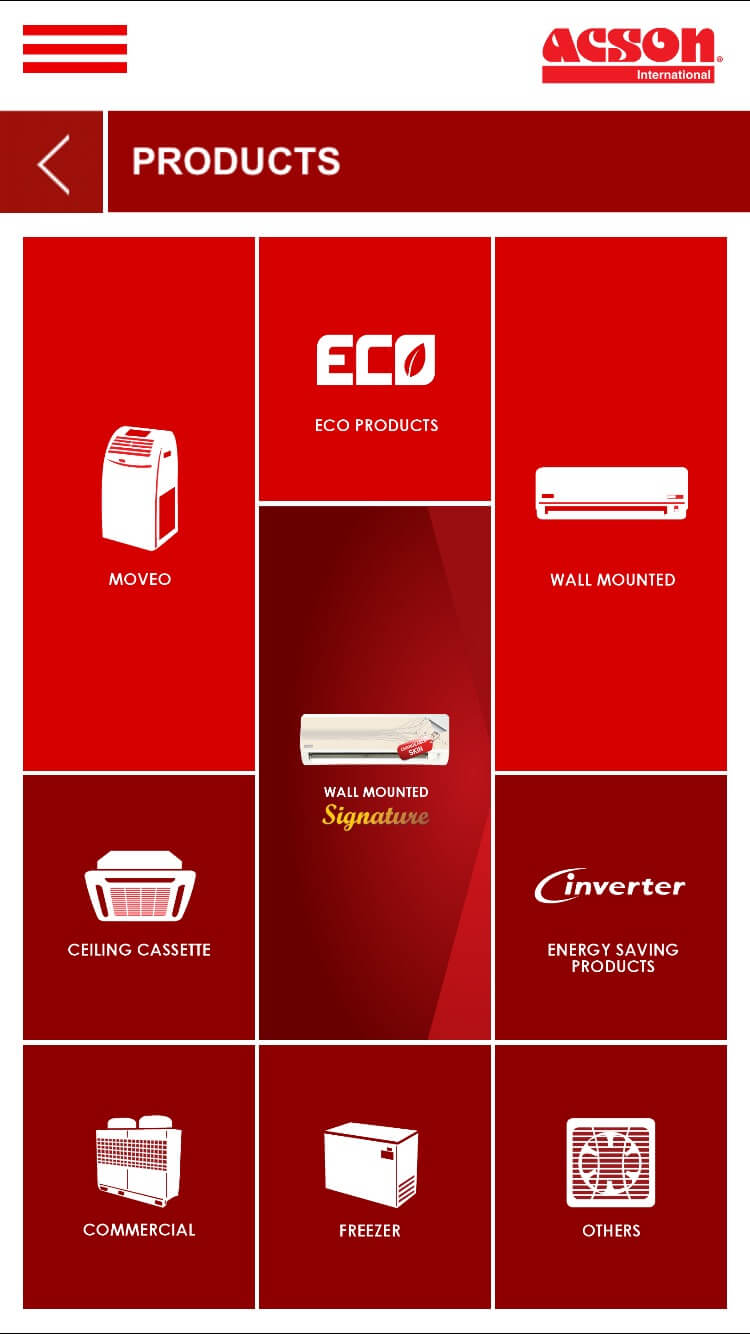 ACSON®
International
PRODUCTS
ECO
ECO PRODUCTS
MOVEO
WALL MOUNTED
SKIN
WALL MOUNTED
Signature
CEILING CASSETTE
inverter
ENERGY SAVING
PRODUCTS
COMMERCIAL
FREEZER
OTHERS